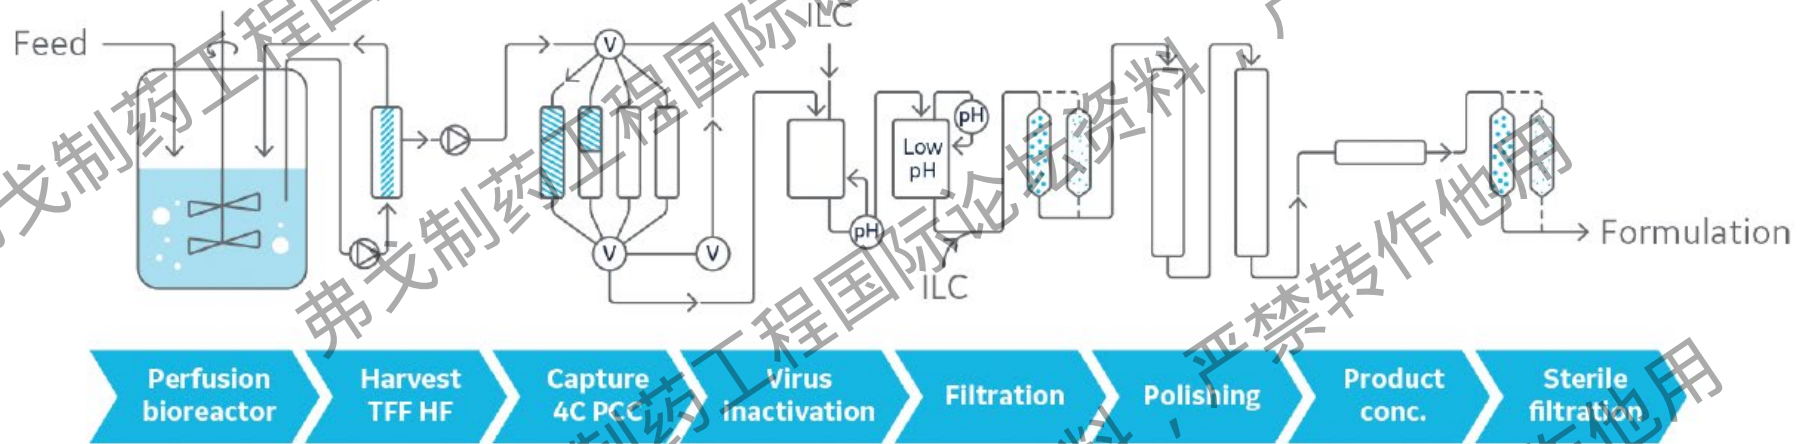 ILC
Feed
V
pH
Low
pH
pH
V
V
Formulation
ILC
Perfusion
bioreactor
Harvest
TFF HF
Capture
4C PCC
Virus
inactivation
Filtration
Polishing
Product
conc.
Sterile
filtration
弗戈制药工程国际论坛资料，严禁转作他用